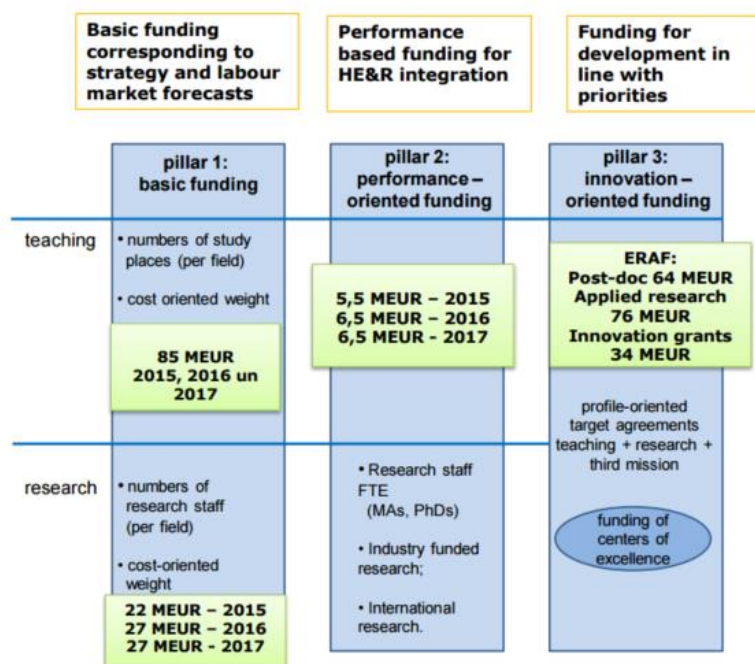 Basic funding
corresponding to
strategy and labour
market forecasts
Performance
based funding for
HE&R integration
Funding for
development in
line with
priorities
pillar 1:
basic funding
pillar 2:
performance –
oriented funding
pillar 3:
innovation –
oriented funding
teaching
• numbers of study
places (per field)
• cost oriented weight
85 MEUR
2015, 2016 un
2017
5,5 MEUR – 2015
6,5 MEUR – 2016
6,5 MEUR - 2017
ERAF:
Post-doc 64 MEUR
Applied research
76 MEUR
Innovation grants
34 MEUR
profile-oriented
target agreements
teaching + research +
third mission
research
• numbers of
research staff
(per field)
• cost-oriented
weight
22 MEUR – 2015
27 MEUR – 2016
27 MEUR - 2017
• Research staff
FTE
(MAs, PhDs)
• Industry funded
research;
• International
research.
funding of
centers of
excellence